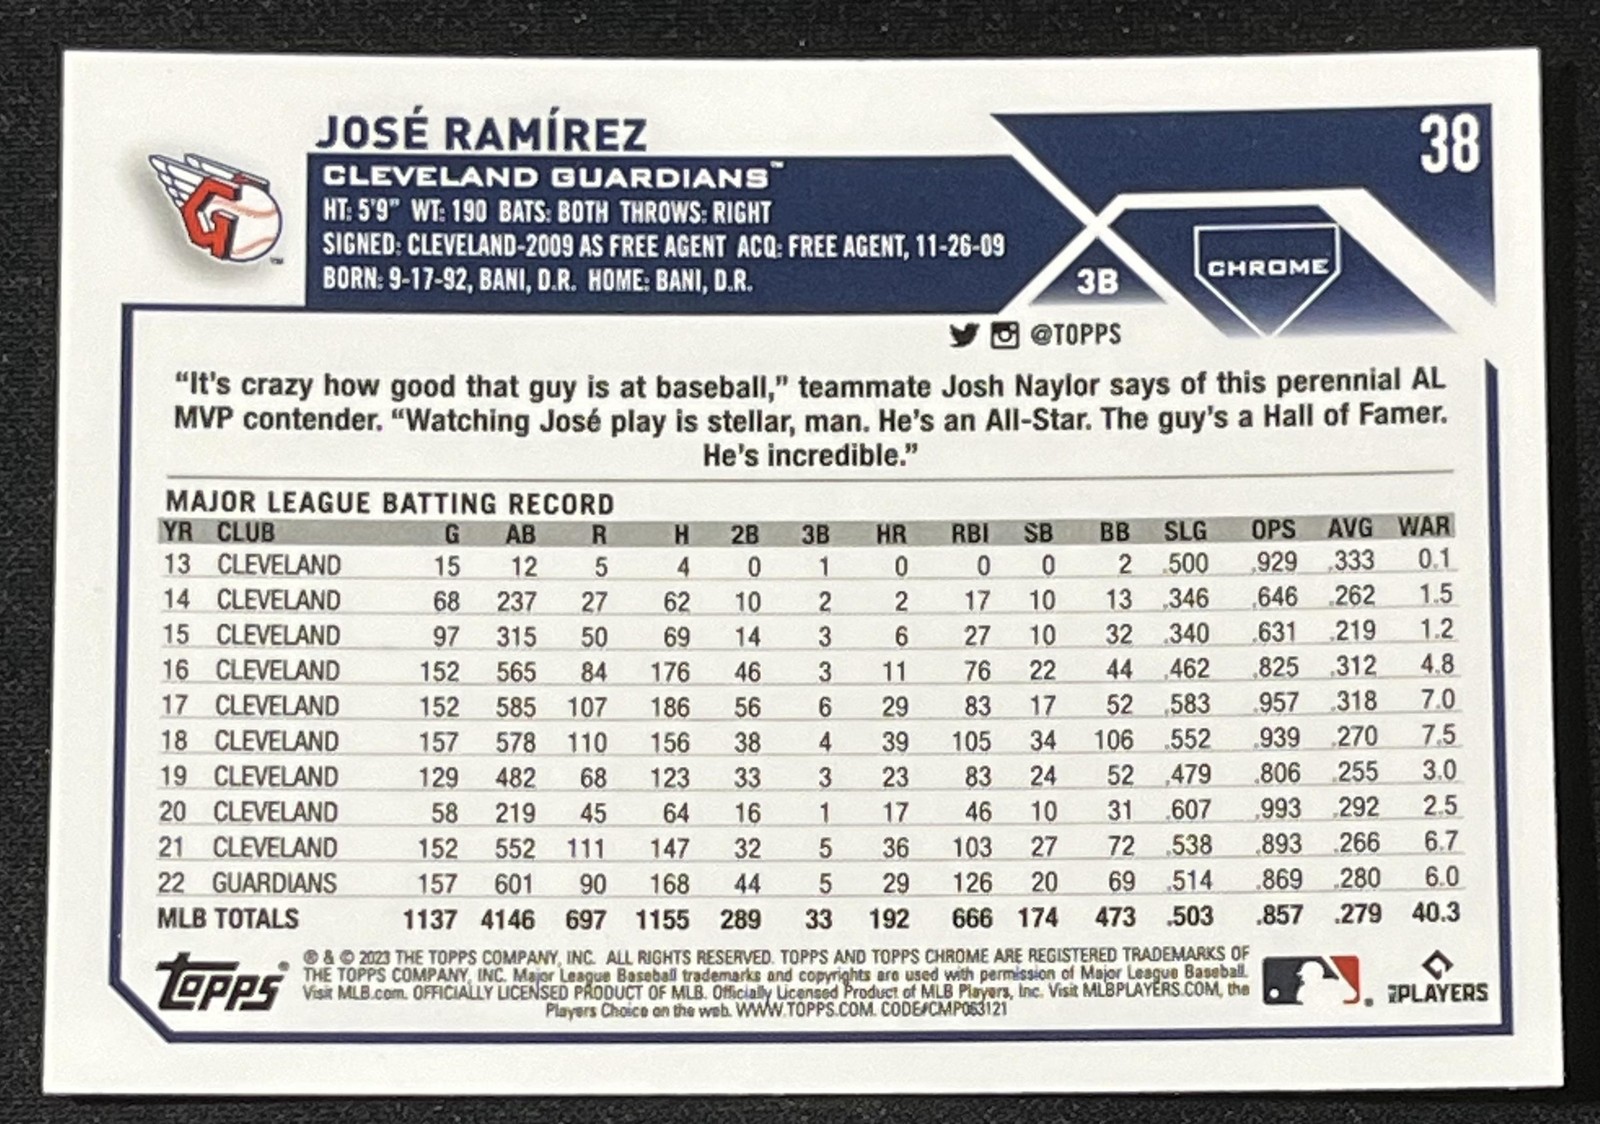 JOSÉ RAMÍREZ
38
CLEVELAND GUARDIANS™
HT: 5'9" WT: 190 BATS: BOTH THROWS: RIGHT
SIGNED: CLEVELAND-2009 AS FREE AGENT ACQ: FREE AGENT, 11-26-09
BORN: 9-17-92, BANI, D.R. HOME: BANI, D.R.
3B
CHROME
@TOPPS
“It's crazy how good that guy is at baseball,” teammate Josh Naylor says of this perennial AL
MVP contender. “Watching José play is stellar, man. He's an All-Star. The guy's a Hall of Famer.
He's incredible.”
MAJOR LEAGUE BATTING RECORD
YR CLUB G AB R H 2B 3B HR RBI SB BB SLG OPS AVG WAR
13 CLEVELAND 15 12 5 4 0 1 0 0 0 2 .500 .929 .333 0.1
14 CLEVELAND 68 237 27 62 10 2 2 17 10 13 .346 .646 .262 1.5
15 CLEVELAND 97 315 50 69 14 3 6 27 10 32 .340 .631 .219 1.2
16 CLEVELAND 152 565 84 176 46 3 11 76 22 44 .462 .825 .312 4.8
17 CLEVELAND 152 585 107 186 56 6 29 83 17 52 .583 .957 .318 7.0
18 CLEVELAND 157 578 110 156 38 4 39 105 34 106 .552 .939 .270 7.5
19 CLEVELAND 129 482 68 123 33 3 23 83 24 52 .479 .806 .255 3.0
20 CLEVELAND 58 219 45 64 16 1 17 46 10 31 .607 .993 .292 2.5
21 CLEVELAND 152 552 111 147 32 5 36 103 27 72 .538 .893 .266 6.7
22 GUARDIANS 157 601 90 168 44 5 29 126 20 69 .514 .869 .280 6.0
MLB TOTALS 1137 4146 697 1155 289 33 192 666 174 473 .503 .857 .279 40.3
TOPPS®
® & © 2023 THE TOPPS COMPANY, INC. ALL RIGHTS RESERVED. TOPPS AND TOPPS CHROME ARE REGISTERED TRADEMARKS OF
THE TOPPS COMPANY, INC. Major League Baseball trademarks and copyrights are used with permission of Major League Baseball.
Visit MLB.com. OFFICIALLY LICENSED PRODUCT OF MLB. Officially Licensed Product of MLB Players, Inc. Visit MLBPLAYERS.COM, the
Players Choice on the web. WWW.TOPPS.COM. CODE#CMP063121
MLB PLAYERS